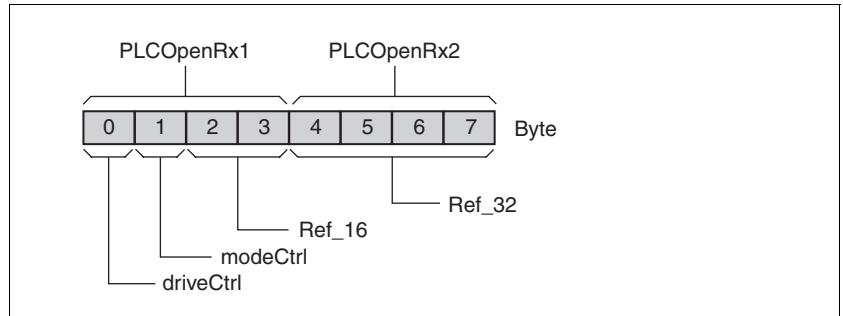 PLCOpenRx1 PLCOpenRx2
0 1 2 3 4 5 6 7 Byte
Ref_32
Ref_16
modeCtrl
driveCtrl